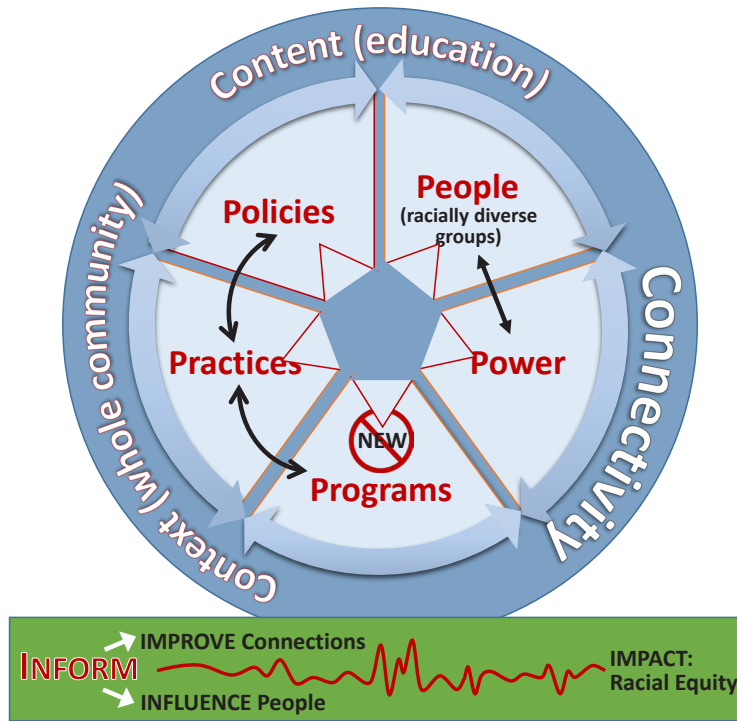 Content (education)
Context (whole community)
Connectivity
Policies
People
(racially diverse
groups)
Practices
Power
NEW
Programs
INFORM
IMPROVE Connections
INFLUENCE People
IMPACT:
Racial Equity